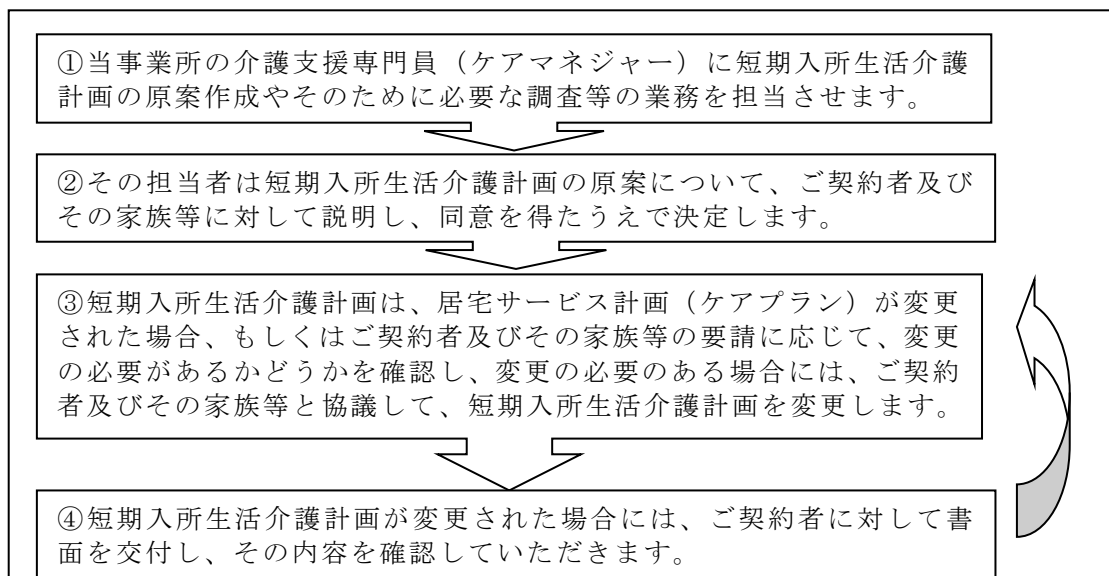 ①当事業所の介護支援専門員（ケアマネジャー）に短期入所生活介護
計画の原案作成やそのために必要な調査等の業務を担当させます。
②その担当者は短期入所生活介護計画の原案について、ご契約者及び
その家族等に対して説明し、同意を得たうえで決定します。
③短期入所生活介護計画は、居宅サービス計画（ケアプラン）が変更
された場合、もしくはご契約者及びその家族等の要請に応じて、変更
の必要があるかどうかを確認し、変更の必要のある場合には、ご契約
者及びその家族等と協議して、短期入所生活介護計画を変更します。
④短期入所生活介護計画が変更された場合には、ご契約者に対して書
面を交付し、その内容を確認していただきます。